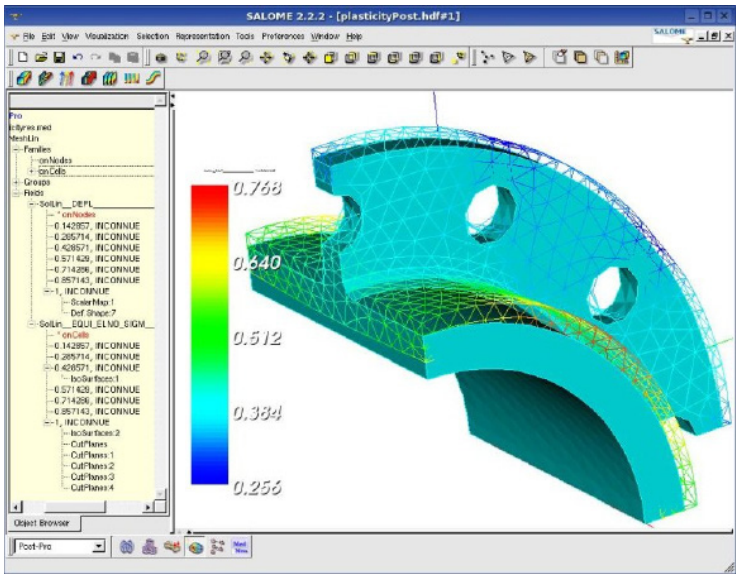 SALOME 2.2.2 - [plasticityPost.hdf#1]
File Edit View Visualization Selection Representation Tools Preferences Window Help
SALOME
Pro
icityres.med
MeshLin
Families
onNodes
onCells
Groups
Fields
SolLin__DEPL____
* onNodes
0.142857, INCONNUE
0.285714, INCONNUE
0.428571, INCONNUE
0.571429, INCONNUE
0.714286, INCONNUE
0.857143, INCONNUE
1, INCONNUE
ScalarMap:1
Def.Shape:7
SolLin__EQUI_ELNO_SIGM__
* onCells
0.142857, INCONNUE
0.285714, INCONNUE
0.428571, INCONNUE
IsoSurfaces:1
0.571429, INCONNUE
0.714286, INCONNUE
0.857143, INCONNUE
1, INCONNUE
IsoSurfaces:2
CutPlanes
CutPlanes:1
CutPlanes:2
CutPlanes:3
CutPlanes:4
0.768
0.640
0.512
0.384
0.256
Object Browser
Post-Pro